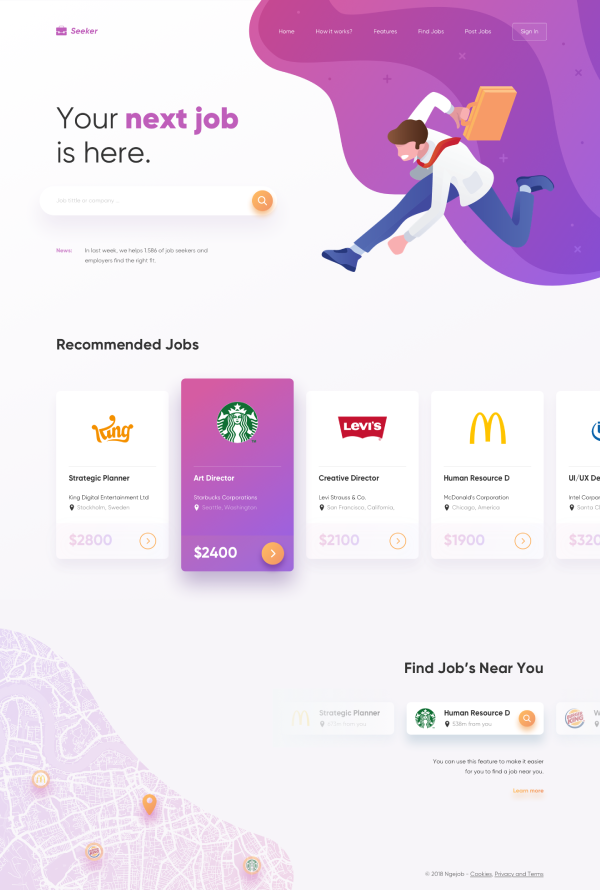 Seeker
Home How it works? Features Find Jobs Post Jobs Sign In
Your next job
is here.
Job title or company ...
News: In last week, we helps 1.586 of job seekers and
employers find the right fit.
Recommended Jobs
King
Strategic Planner
King Digital Entertainment Ltd
Stockholm, Sweden
$2800
Art Director
Starbucks Corporations
Seattle, Washington
$2400
LEVI'S
Creative Director
Levi Strauss & Co.
San Francisco, California,
$2100
Human Resource D
McDonald's Corporation
Chicago, America
$1900
UI/UX De
Intel Corpor
Santa C
$320
Find Job's Near You
Strategic Planner
Human Resource D
538m from you
W
BURGER KING
You can use this feature to make it easier
for you to find a job near you.
Learn more
© 2018 Ngejob - Cookies, Privacy and Terms